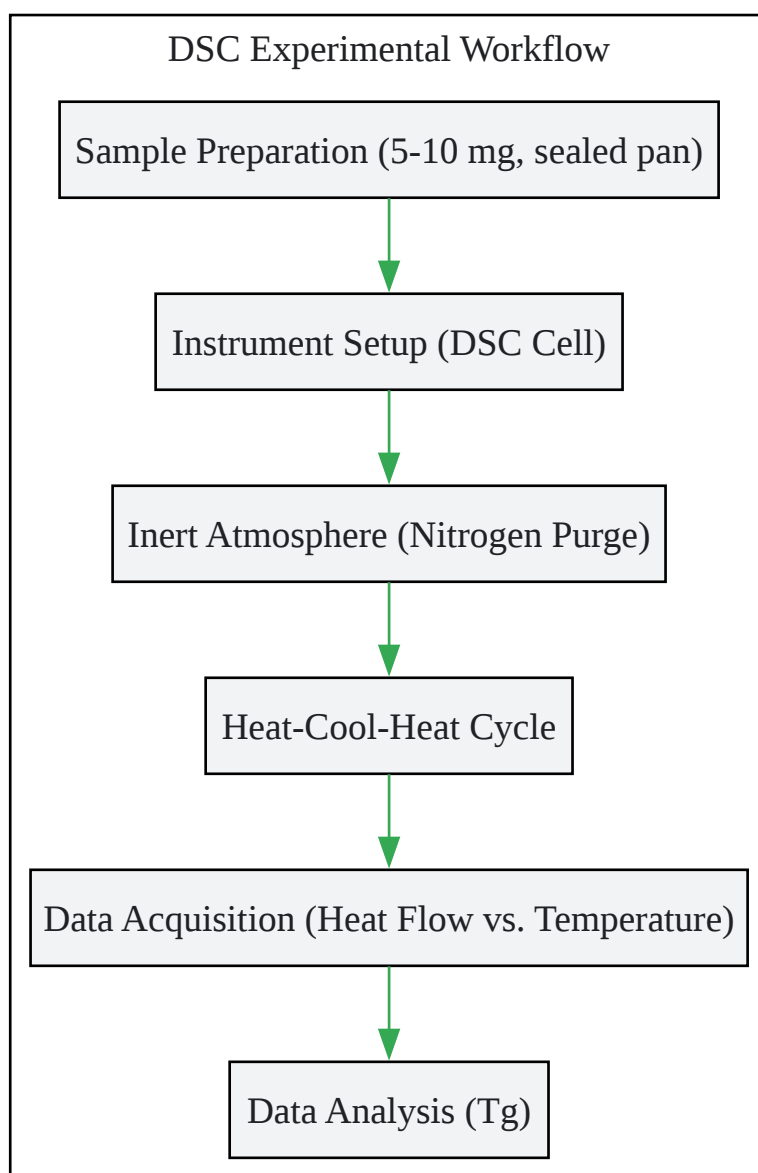 DSC Experimental Workflow
Sample Preparation (5-10 mg, sealed pan)
Instrument Setup (DSC Cell)
Inert Atmosphere (Nitrogen Purge)
Heat-Cool-Heat Cycle
Data Acquisition (Heat Flow vs. Temperature)
Data Analysis (Tg)